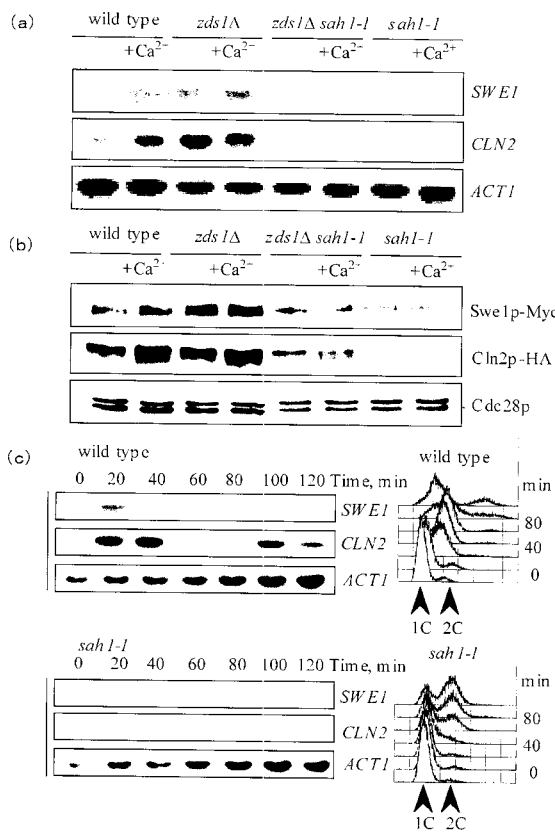 (a)
wild type zds1Δ zds1Δ sah1-1 sah1-1
+Ca²⁻ +Ca²⁻ +Ca²⁻ +Ca²⁺
SWE1
CLN2
ACT1
(b)
wild type zds1Δ zds1Δ sah1-1 sah1-1
+Ca²⁻ +Ca²⁻ +Ca²⁻ +Ca²⁺
Swe1p-Myc
Cln2p-HA
Cdc28p
(c)
wild type
0 20 40 60 80 100 120 Time, min
SWE1
CLN2
ACT1
wild type
min
80
40
0
1C 2C
sah1-1
0 20 40 60 80 100 120 Time, min
SWE1
CLN2
ACT1
sah1-1
min
80
40
0
1C 2C